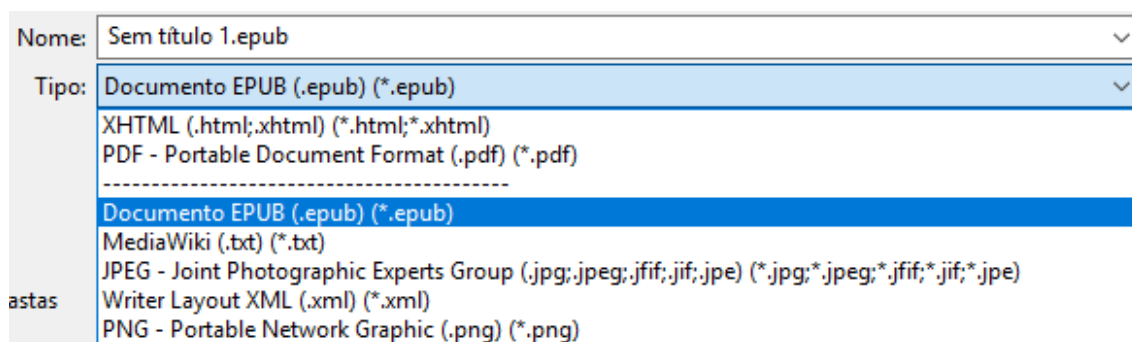 Nome: Sem título 1.epub
Tipo: Documento EPUB (.epub) (*.epub)
XHTML (.html;.xhtml) (*.html;*.xhtml)
PDF - Portable Document Format (.pdf) (*.pdf)
------------------------------------------
Documento EPUB (.epub) (*.epub)
MediaWiki (.txt) (*.txt)
JPEG - Joint Photographic Experts Group (.jpg;.jpeg;.jfif;.jif;.jpe) (*.jpg;*.jpeg;*.jfif;*.jif;*.jpe)
astas Writer Layout XML (.xml) (*.xml)
PNG - Portable Network Graphic (.png) (*.png)